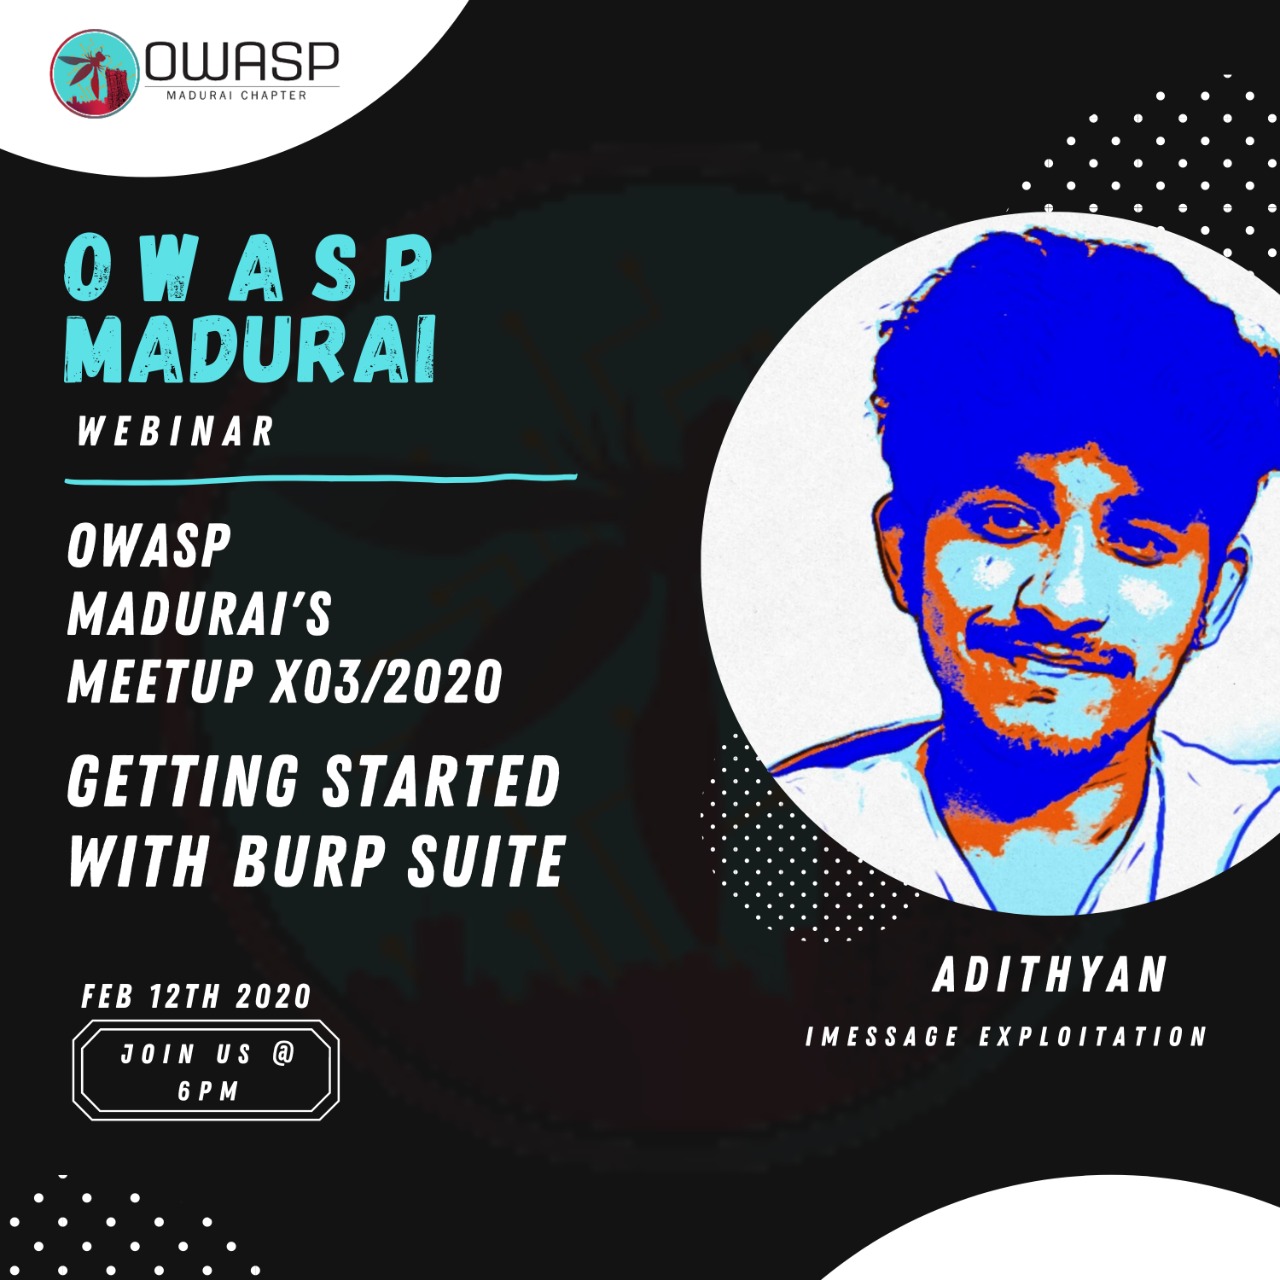 OWASP
MADURAI CHAPTER
OWASP
MADURAI
WEBINAR
OWASP
MADURAI'S
MEETUP X03/2020
GETTING STARTED
WITH BURP SUITE
FEB 12TH 2020
JOIN US @
6PM
ADITHYAN
IMESSAGE EXPLOITATION